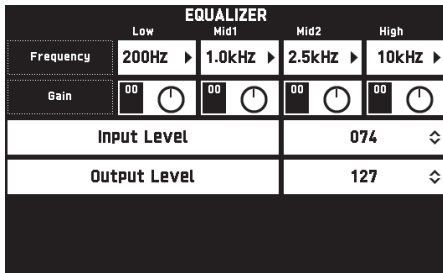 EQUALIZER
Low Mid1 Mid2 High
Frequency 200Hz 1.0kHz 2.5kHz 10kHz
Gain 00 00 00 00
Input Level 074
Output Level 127